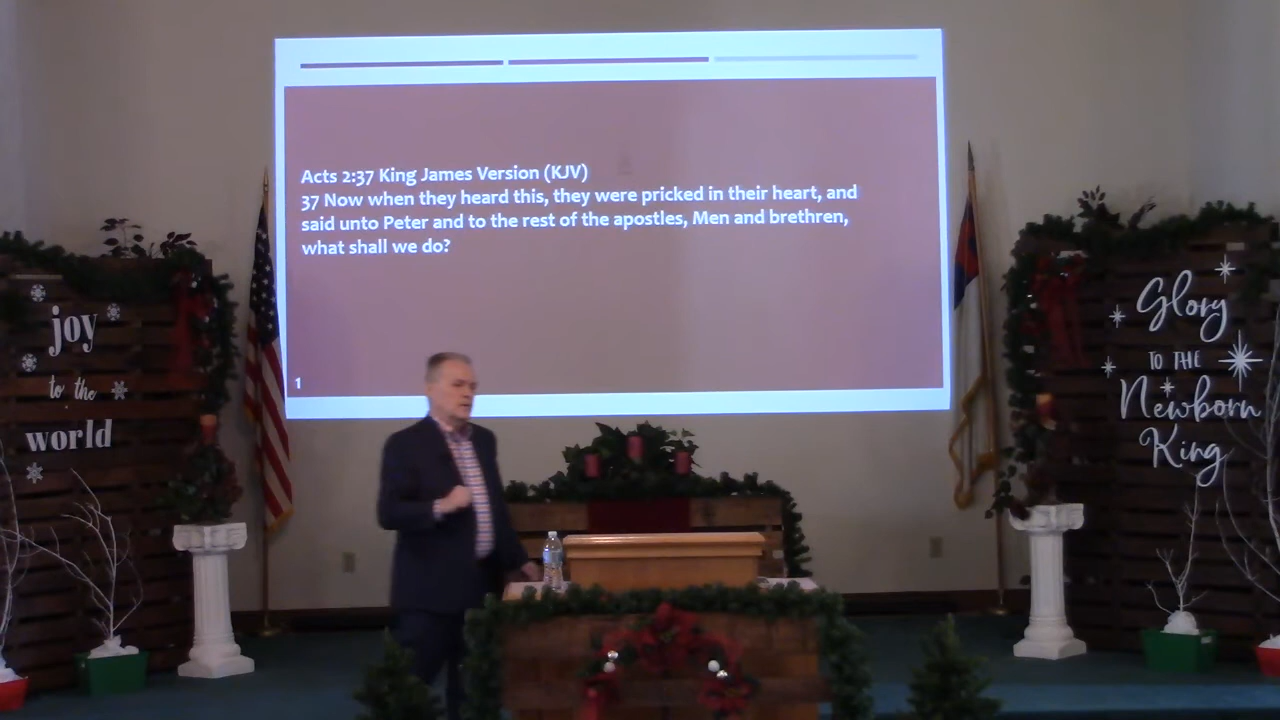 Acts 2:37 King James Version (KJV)
37 Now when they heard this, they were pricked in their heart, and
said unto Peter and to the rest of the apostles, Men and brethren,
what shall we do?
1
joy
to the
world
Glory
TO THE
Newborn
King